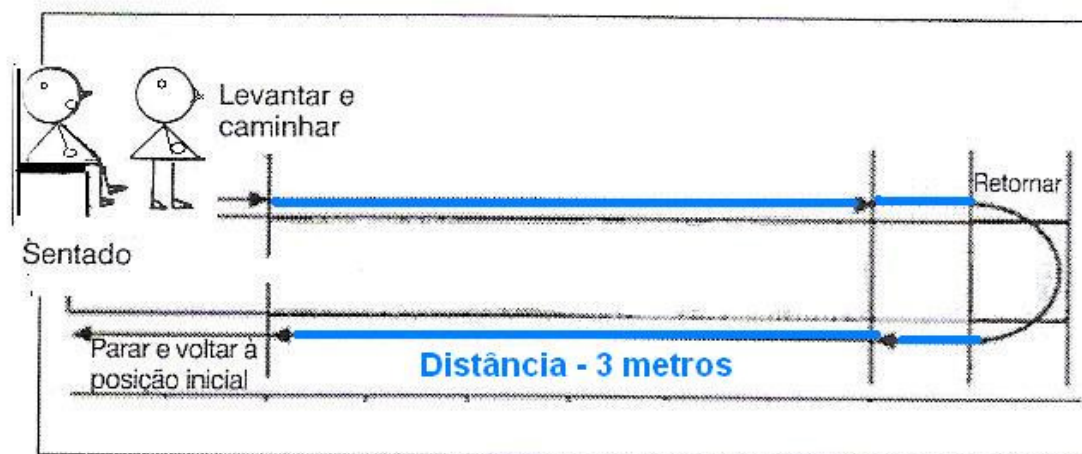 Levantar e
caminhar
Retornar
Sentado
Parar e voltar à
posição inicial
Distância - 3 metros